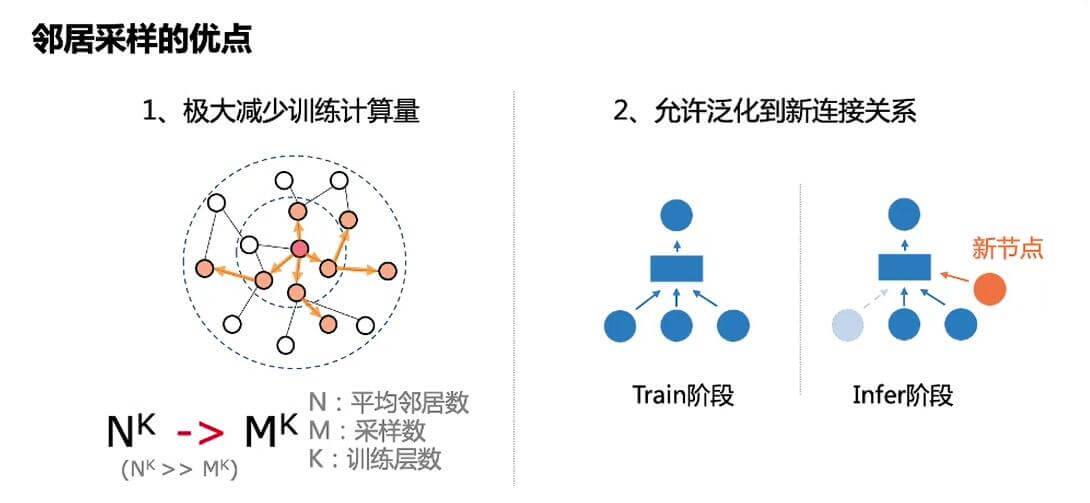 邻居采样的优点
1、极大减少训练计算量
N^K -> M^K
(N^K >> M^K)
N：平均邻居数
M：采样数
K：训练层数
2、允许泛化到新连接关系
新节点
Train阶段
Infer阶段